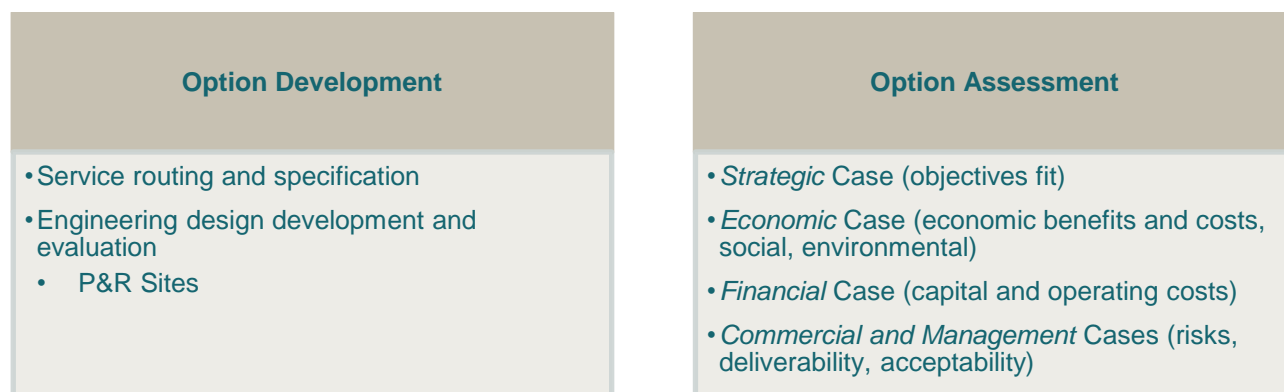 Option Development
•Service routing and specification
•Engineering design development and
evaluation
• P&R Sites
Option Assessment
•Strategic Case (objectives fit)
•Economic Case (economic benefits and costs,
social, environmental)
•Financial Case (capital and operating costs)
•Commercial and Management Cases (risks,
deliverability, acceptability)